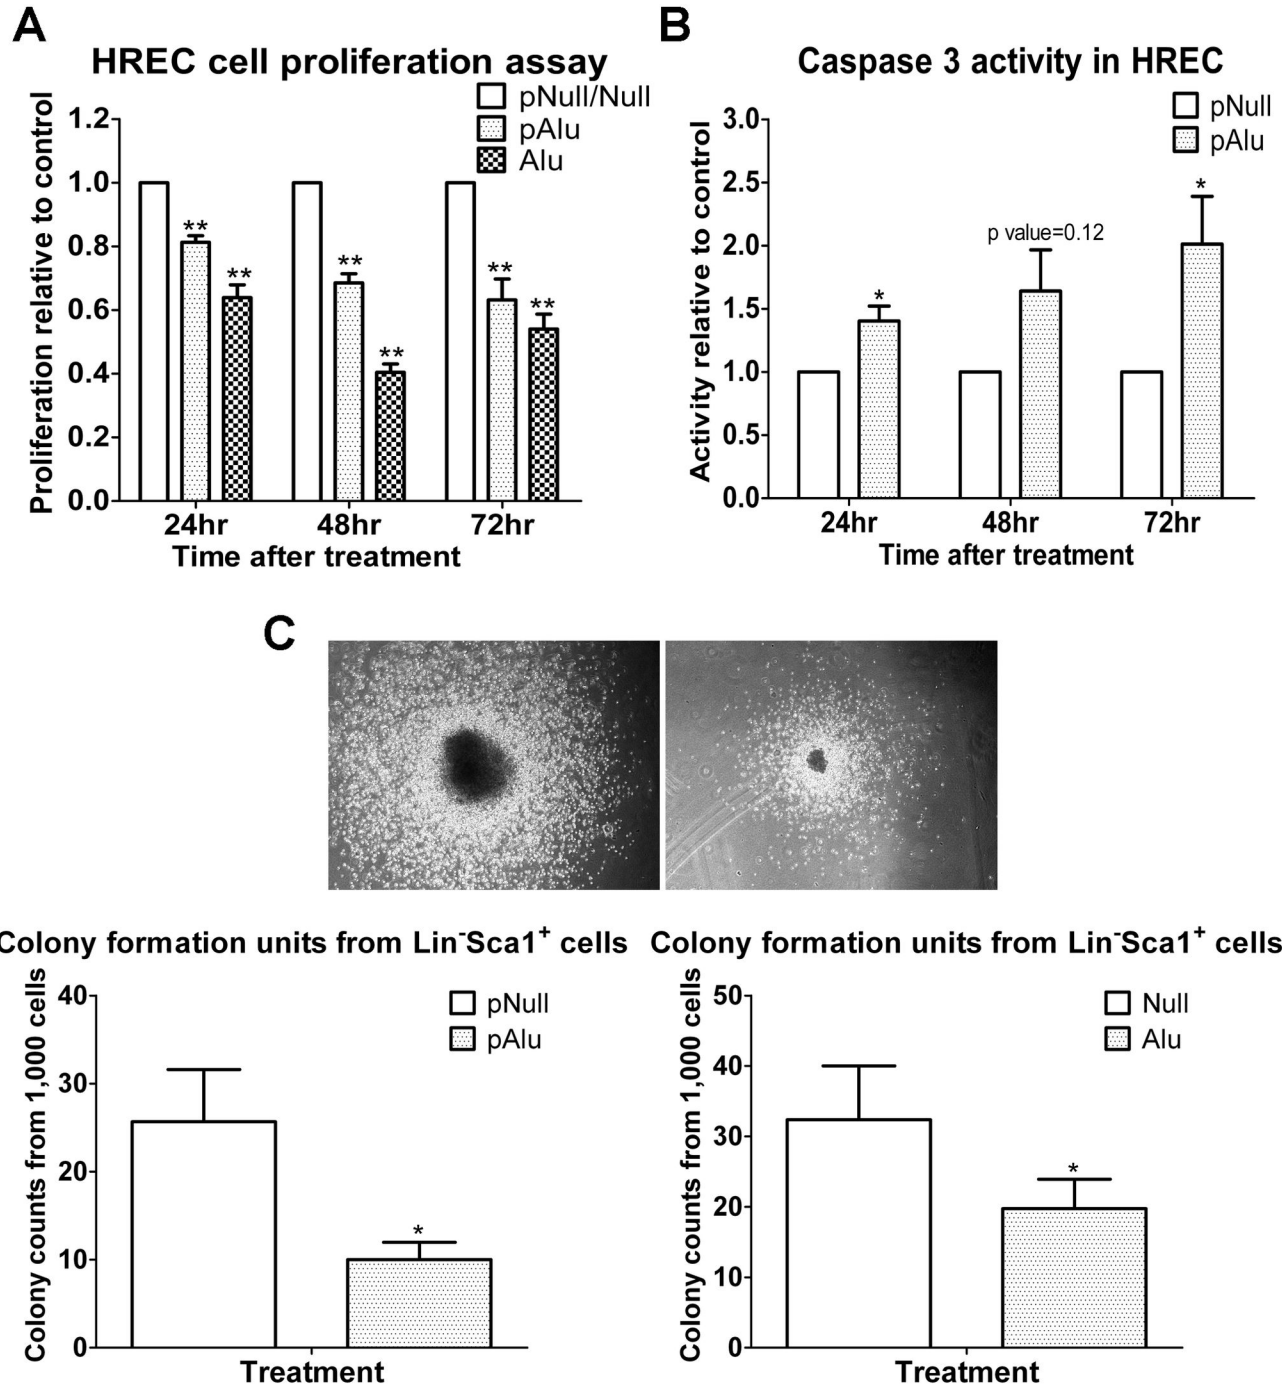 A
HREC cell proliferation assay
pNull/Null
pAlu
Alu
Proliferation relative to control
1.2
1.0
0.8
0.6
0.4
0.2
0.0
**
**
**
**
**
**
24hr 48hr 72hr
Time after treatment
B
Caspase 3 activity in HREC
pNull
pAlu
Activity relative to control
3.0
2.5
2.0
1.5
1.0
0.5
0.0
*
p value=0.12
*
24hr 48hr 72hr
Time after treatment
C
Colony formation units from Lin⁻Sca1⁺ cells
pNull
pAlu
Colony counts from 1,000 cells
40
30
20
10
0
*
Treatment
Colony formation units from Lin⁻Sca1⁺ cells
Null
Alu
Colony counts from 1,000 cells
50
40
30
20
10
0
*
Treatment